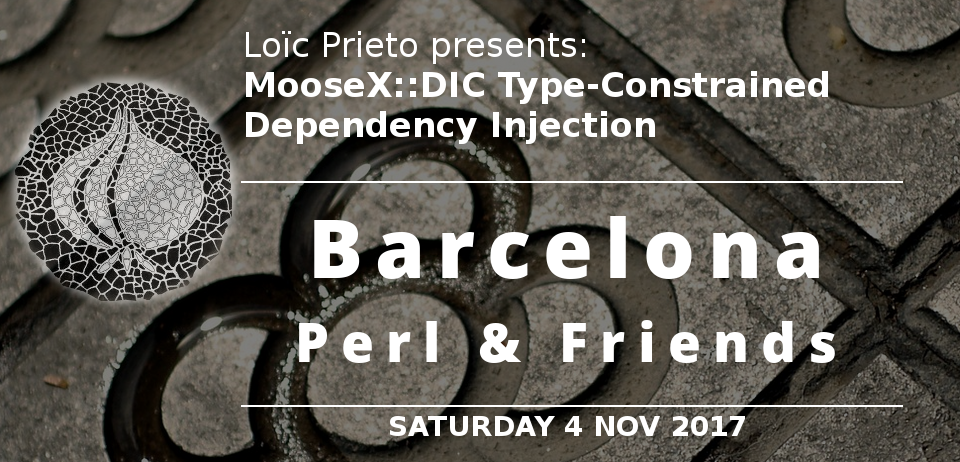 Loïc Prieto presents:
MooseX::DIC Type-Constrained
Dependency Injection
Barcelona
Perl & Friends
SATURDAY 4 NOV 2017